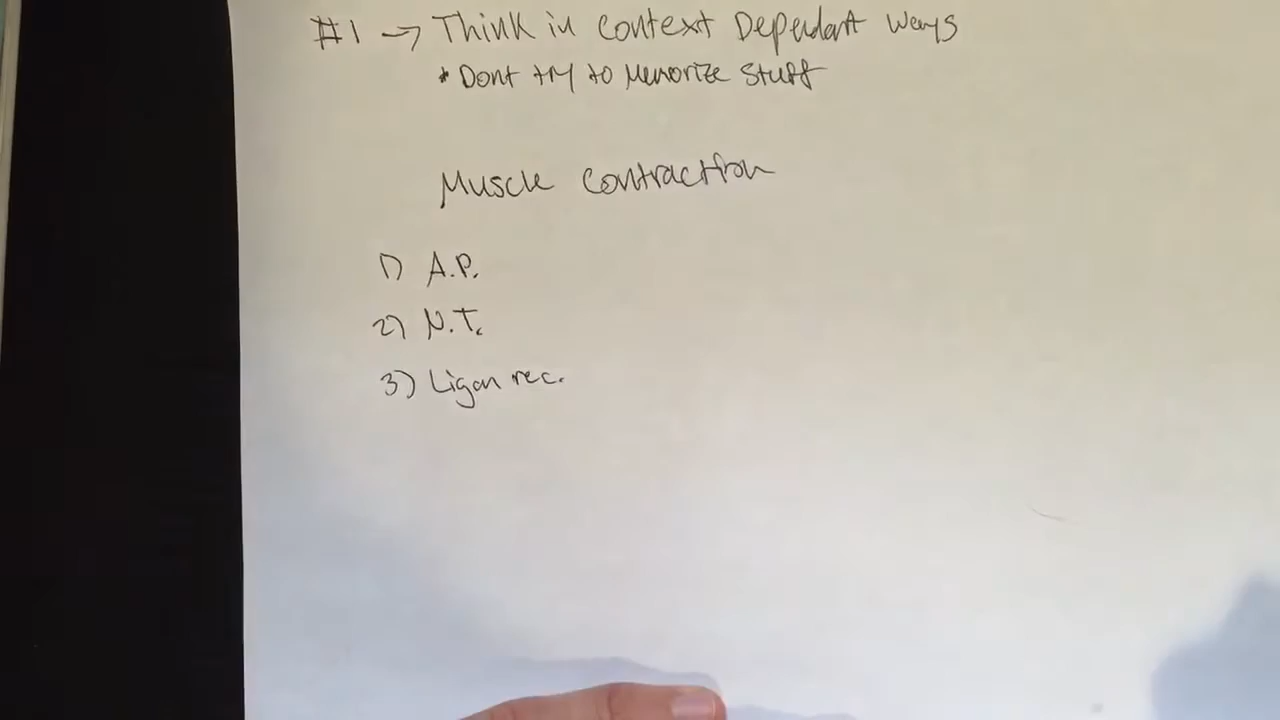 #1 → Think in Context Dependant Ways
* Dont try to Memorize Stuff
Muscle Contraction
1) A.P.
2) N.T.
3) Ligan rec.